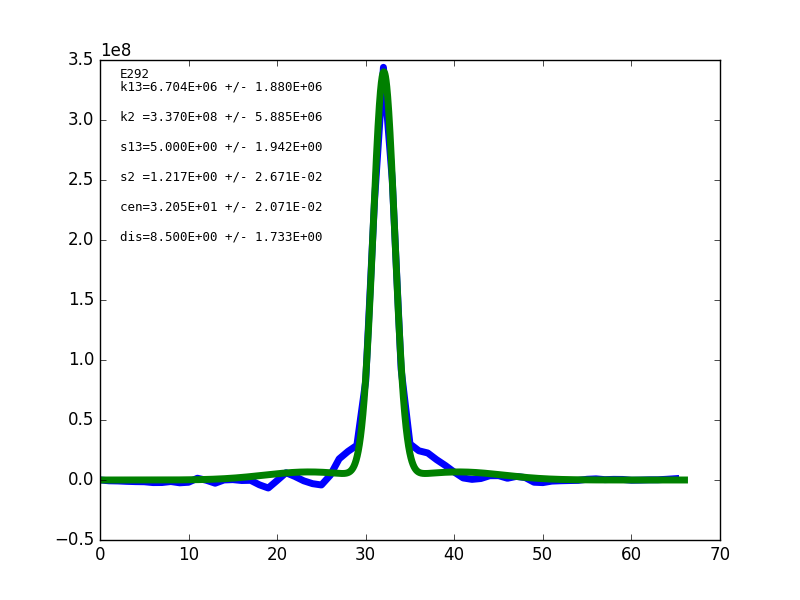 1e8
3.5
E292
k13=6.704E+06 +/- 1.880E+06
3.0
k2 =3.370E+08 +/- 5.885E+06
2.5
s13=5.000E+00 +/- 1.942E+00
s2 =1.217E+00 +/- 2.671E-02
cen=3.205E+01 +/- 2.071E-02
2.0
dis=8.500E+00 +/- 1.733E+00
1.5
1.0
0.5
0.0
−0.5
0 10 20 30 40 50 60 70